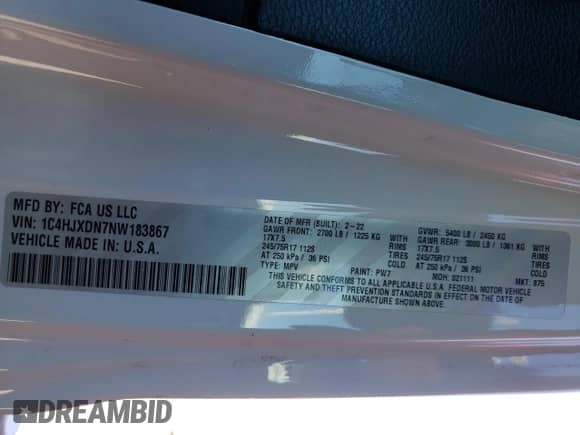 MFD BY: FCA US LLC
VIN: 1C4HJXDN7NW183867
VEHICLE MADE IN: U.S.A.
DATE OF MFR (BUILT): 2-22 GVWR: 5400 LB / 2450 KG
GAWR FRONT: 2700 LB / 1225 KG WITH GAWR REAR: 3000 LB / 1361 KG WITH
17X7.5 RIMS 17X7.5 RIMS
245/75R17 112S TIRES 245/75R17 112S TIRES
AT 250 kPa / 36 PSI COLD AT 250 kPa / 36 PSI COLD
TYPE: MPV PAINT: PW7 MDH: 021111 MKT: 975
THIS VEHICLE CONFORMS TO ALL APPLICABLE U.S.A. FEDERAL MOTOR VEHICLE
SAFETY AND THEFT PREVENTION STANDARDS IN EFFECT ON THE DATE OF
MANUFACTURE SHOWN ABOVE.
DREAMBID